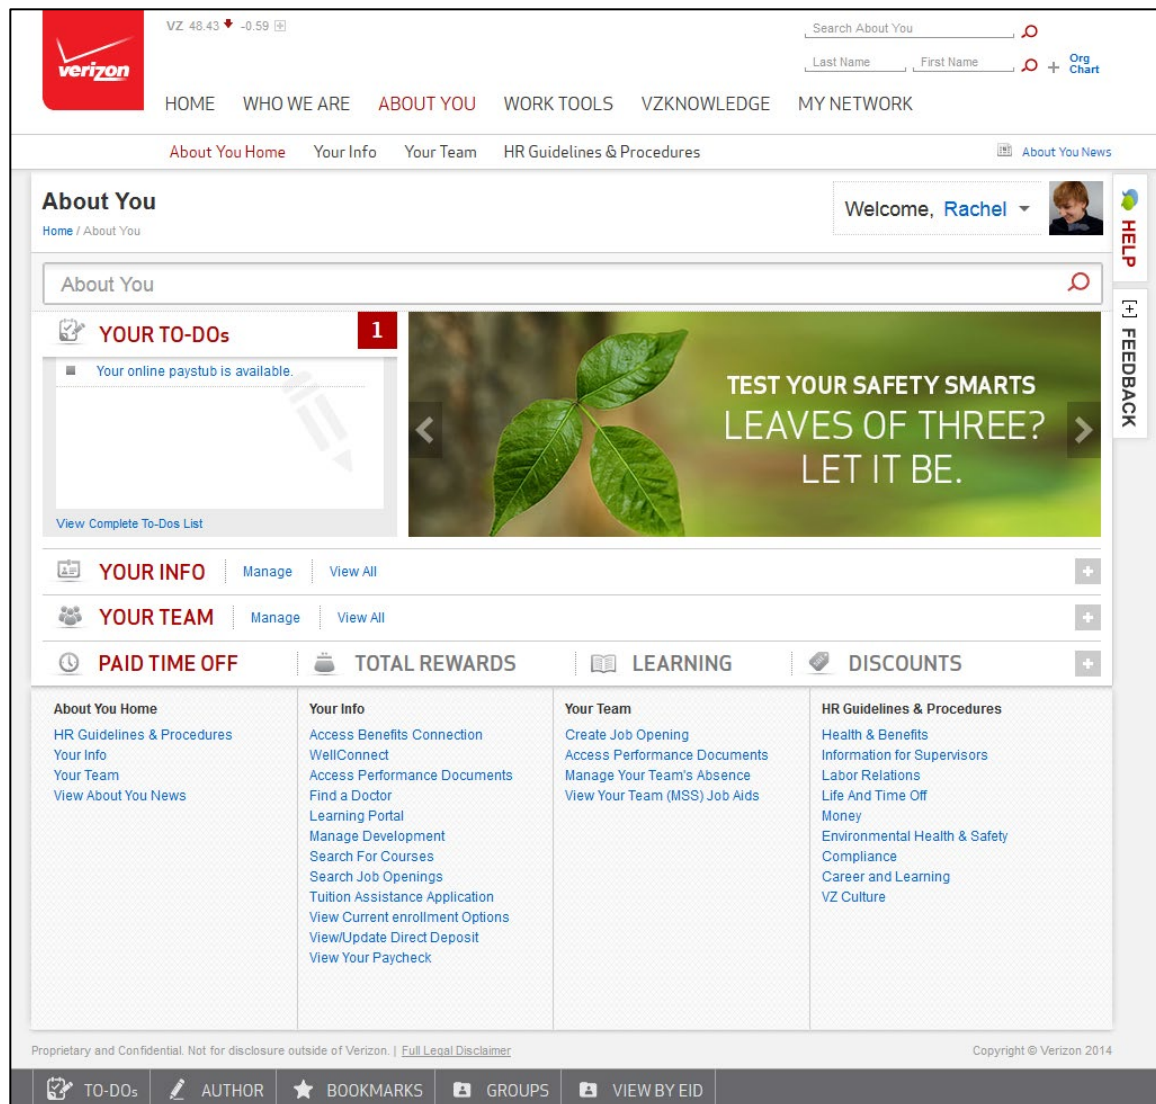 VZ 48.43 -0.59
Search About You
verizon
Last Name First Name + Org Chart
HOME WHO WE ARE ABOUT YOU WORK TOOLS VZKNOWLEDGE MY NETWORK
About You Home Your Info Your Team HR Guidelines & Procedures About You News
About You
Home / About You
Welcome, Rachel
HELP
[+] FEEDBACK
About You
YOUR TO-DOs 1
Your online paystub is available.
View Complete To-Dos List
TEST YOUR SAFETY SMARTS
LEAVES OF THREE?
LET IT BE.
YOUR INFO Manage View All
YOUR TEAM Manage View All
PAID TIME OFF TOTAL REWARDS LEARNING DISCOUNTS
About You Home
HR Guidelines & Procedures
Your Info
Your Team
View About You News
Your Info
Access Benefits Connection
WellConnect
Access Performance Documents
Find a Doctor
Learning Portal
Manage Development
Search For Courses
Search Job Openings
Tuition Assistance Application
View Current enrollment Options
View/Update Direct Deposit
View Your Paycheck
Your Team
Create Job Opening
Access Performance Documents
Manage Your Team's Absence
View Your Team (MSS) Job Aids
HR Guidelines & Procedures
Health & Benefits
Information for Supervisors
Labor Relations
Life And Time Off
Money
Environmental Health & Safety
Compliance
Career and Learning
VZ Culture
Proprietary and Confidential. Not for disclosure outside of Verizon. | Full Legal Disclaimer Copyright © Verizon 2014
TO-DOs AUTHOR BOOKMARKS GROUPS VIEW BY EID